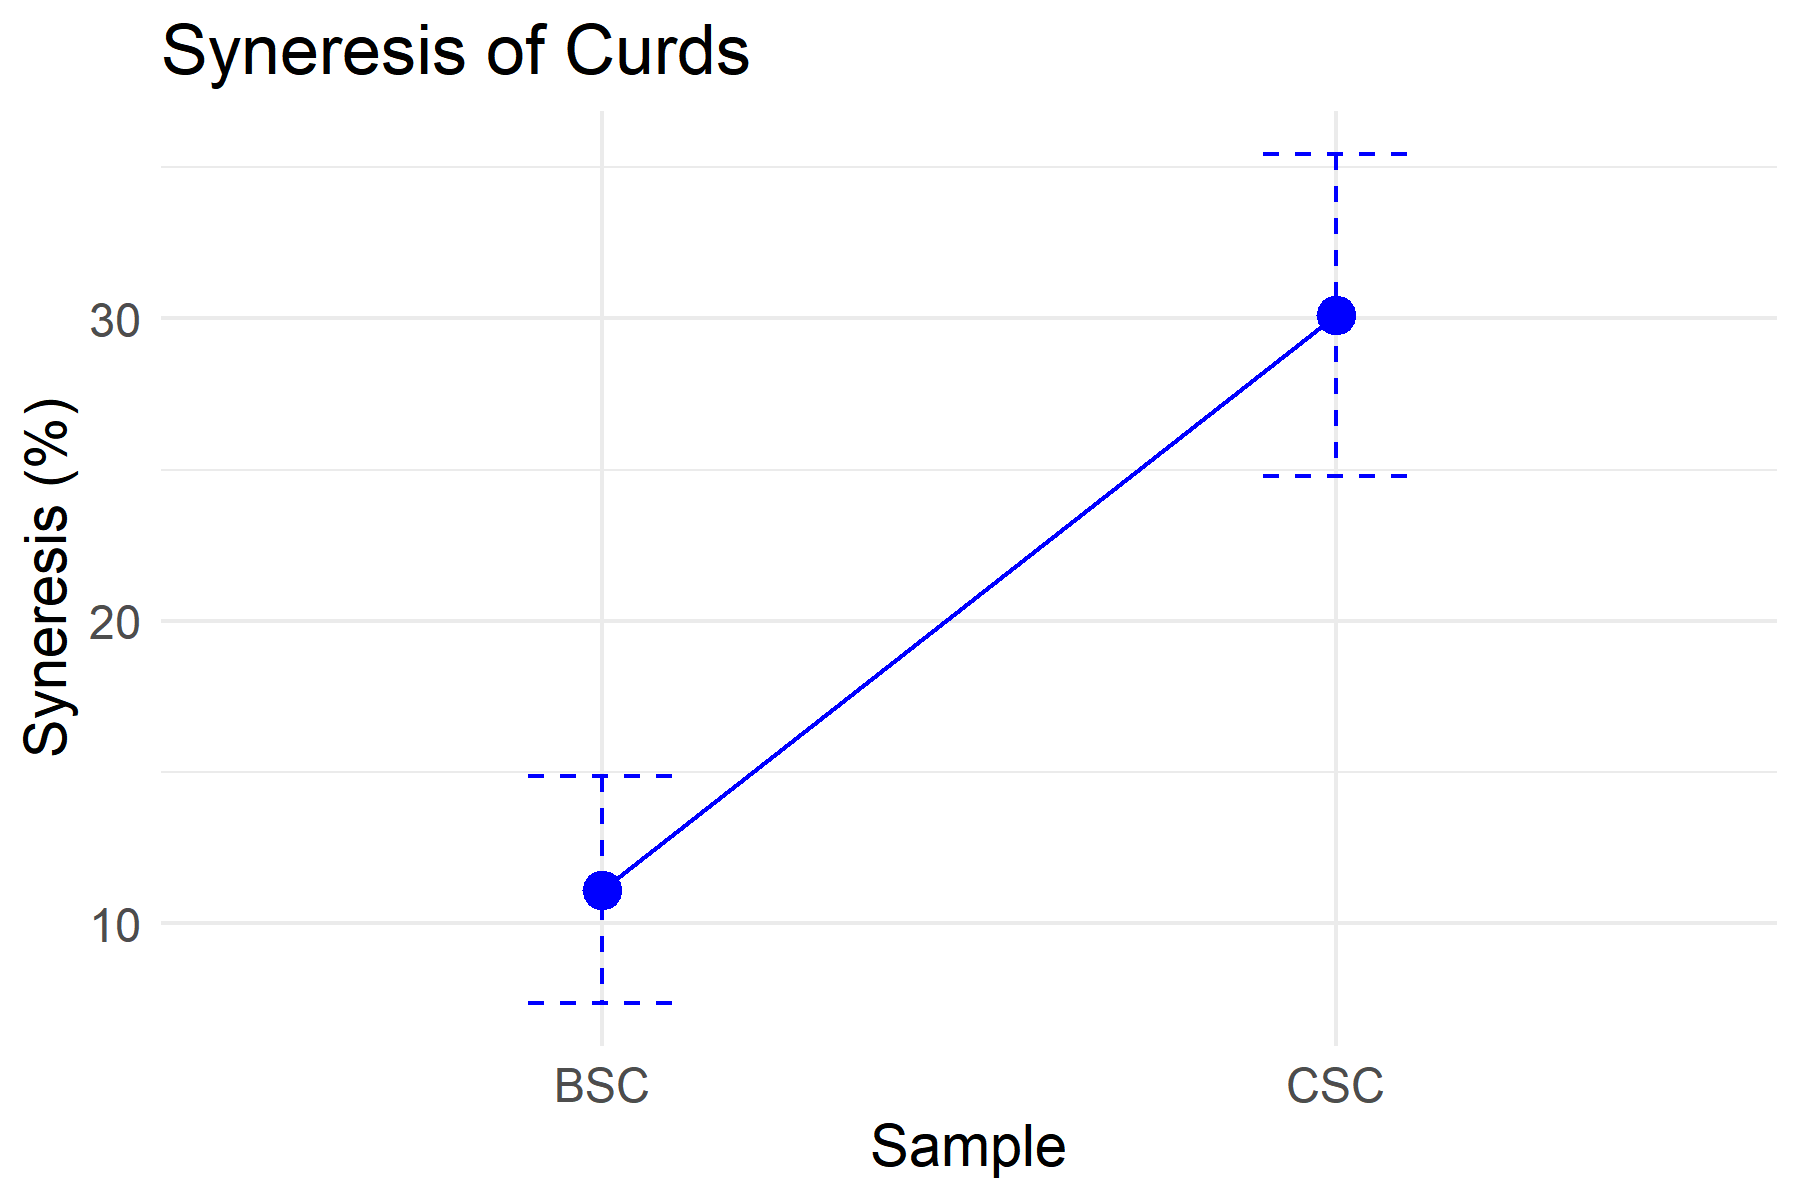 Syneresis of Curds
Syneresis (%)
30
20
10
BSC
CSC
Sample